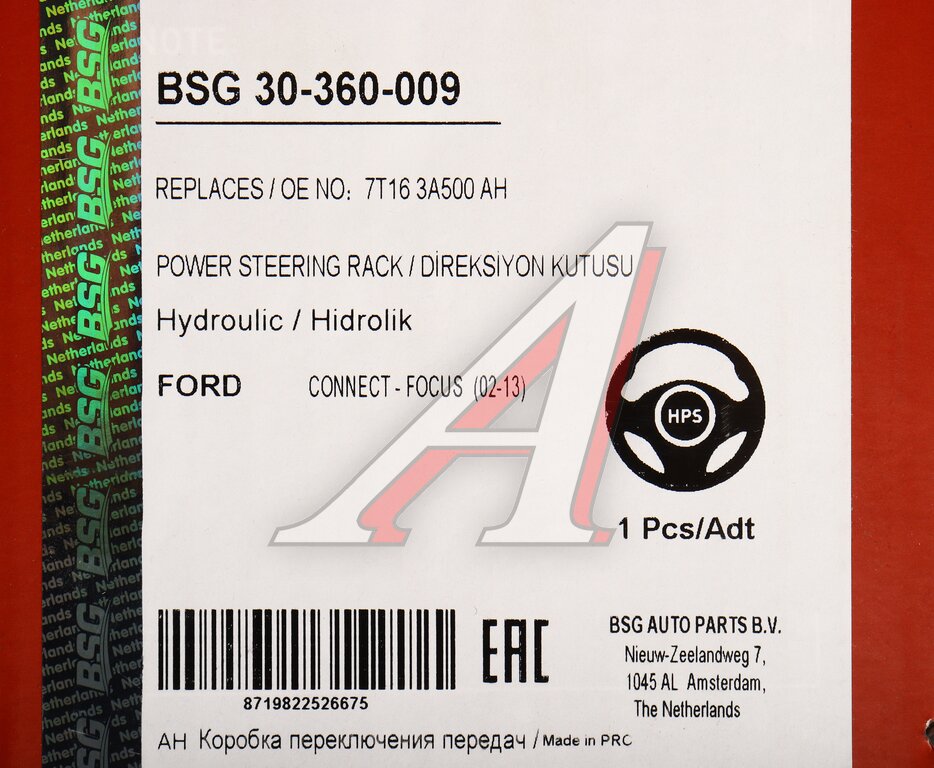 BSG 30-360-009
REPLACES / OE NO: 7T16 3A500 AH
POWER STEERING RACK / DİREKSİYON KUTUSU
Hydroulic / Hidrolik
FORD CONNECT - FOCUS (02-13)
HPS
1 Pcs/Adt
8719822526675
EAC
BSG AUTO PARTS B.V.
Nieuw-Zeelandweg 7,
1045 AL Amsterdam,
The Netherlands
АН Коробка переключения передач / Made in PRC
BSG
Netherlands